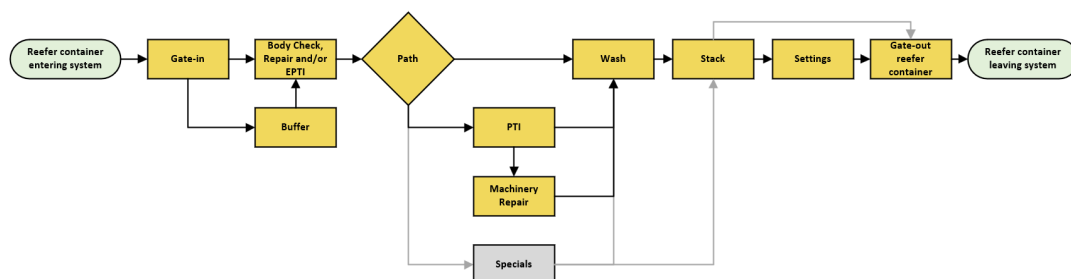 Reefer container
entering system
Gate-in
Body Check,
Repair and/or
EPTI
Path
Wash
Stack
Settings
Gate-out
reefer
container
Reefer container
leaving system
Buffer
PTI
Machinery
Repair
Specials